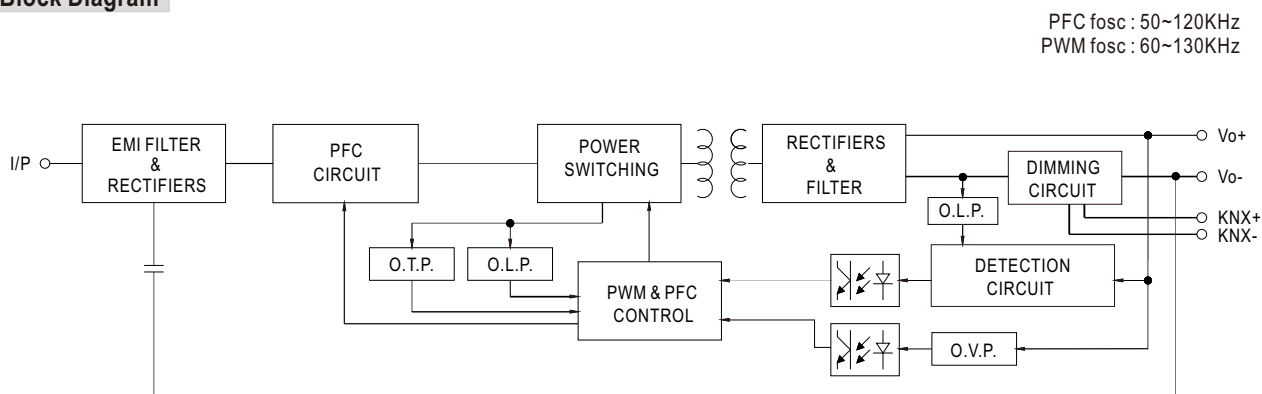 Block Diagram
PFC fosc : 50~120KHz
PWM fosc : 60~130KHz
I/P
EMI FILTER
&
RECTIFIERS
PFC
CIRCUIT
POWER
SWITCHING
RECTIFIERS
&
FILTER
DIMMING
CIRCUIT
Vo+
Vo-
KNX+
KNX-
O.L.P.
O.T.P.
O.L.P.
PWM & PFC
CONTROL
DETECTION
CIRCUIT
O.V.P.